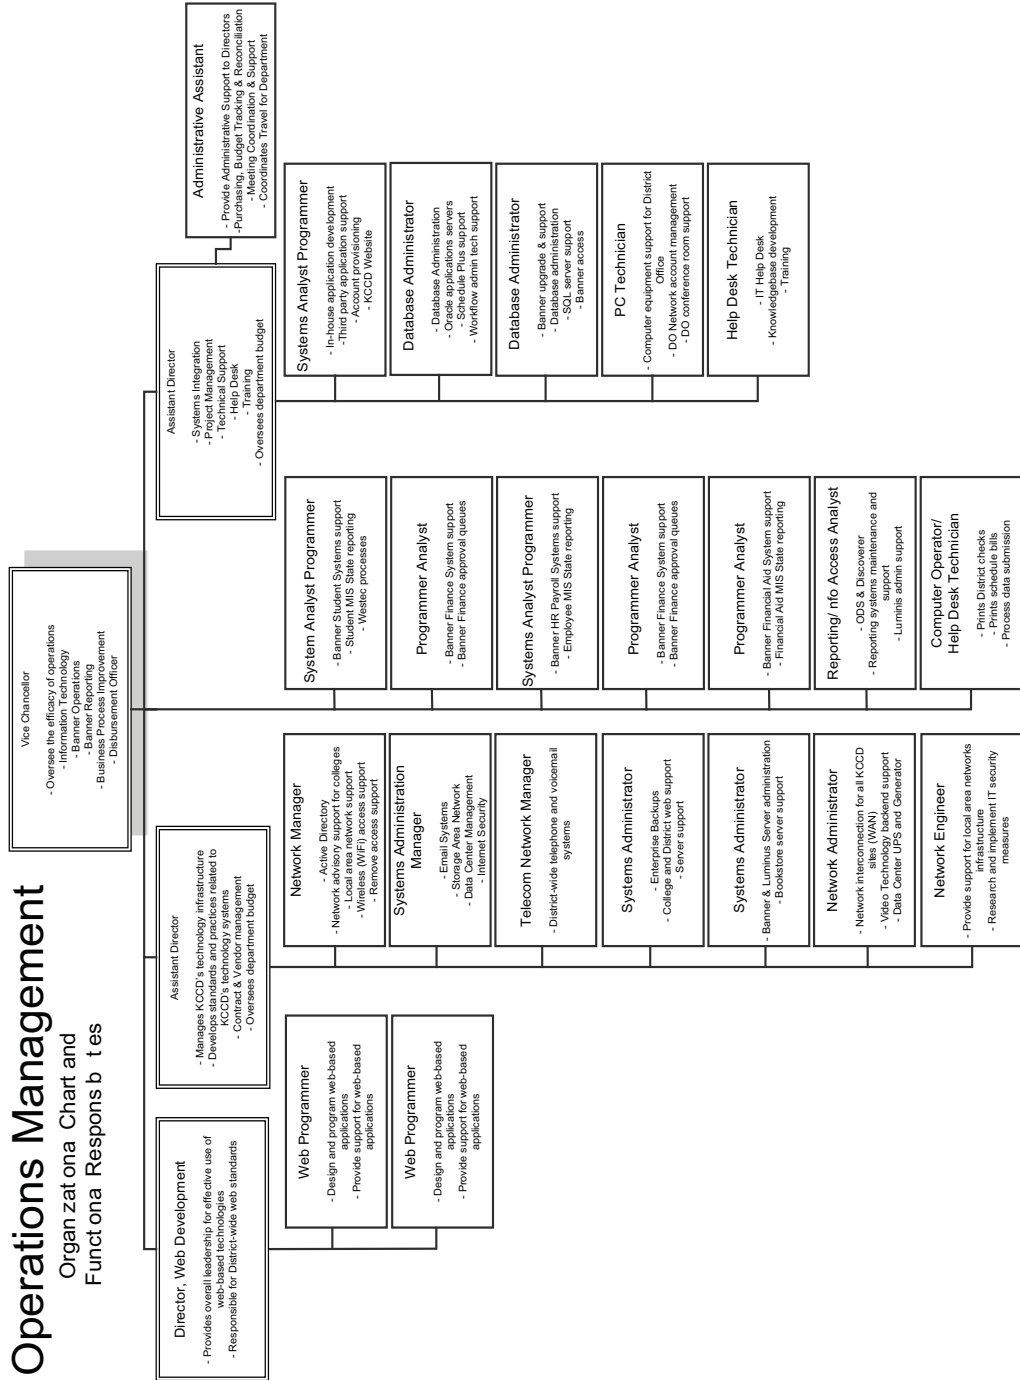 Operations Management
Organ zat ona Chart and
Funct ona Respons b t es
Vice Chancellor
- Oversee the efficacy of operations
- Information Technology
- Banner Operations
- Banner Reporting
- Business Process Improvement
- Disbursement Officer
Director, Web Development
- Provides overall leadership for effective use of
web-based technologies
- Responsible for District-wide web standards
Web Programmer
- Design and program web-based
applications
- Provide support for web-based
applications
Web Programmer
- Design and program web-based
applications
- Provide support for web-based
applications
Assistant Director
- Manages KCCD's technology infrastructure
- Develops standards and practices related to
KCCD's technology systems
- Contract & Vendor management
- Oversees department budget
Network Manager
- Active Directory
- Network advisory support for colleges
- Local area network support
- Wireless (WiFi) access support
- Remove access support
Systems Administration
Manager
- Email Systems
- Storage Area Network
- Data Center Management
- Internet Security
Telecom Network Manager
- District-wide telephone and voicemail
systems
Systems Administrator
- Enterprise Backups
- College and District web support
- Server support
Systems Administrator
- Banner & Luminus Server administration
- Bookstore server support
Network Administrator
- Network interconnection for all KCCD
sites (WAN)
- Video Technology backend support
- Data Center UPS and Generator
Network Engineer
- Provide support for local area networks
infrastructure
- Research and implement IT security
measures
System Analyst Programmer
- Banner Student Systems support
- Student MIS State reporting
- Westec processes
Programmer Analyst
- Banner Finance System support
- Banner Finance approval queues
Systems Analyst Programmer
- Banner HR Payroll Systems support
- Employee MIS State reporting
Programmer Analyst
- Banner Finance System support
- Banner Finance approval queues
Programmer Analyst
- Banner Financial Aid System support
- Financial Aid MIS State reporting
Reporting/ nfo Access Analyst
- ODS & Discoverer
- Reporting systems maintenance and
support
- Luminis admin support
Computer Operator/
Help Desk Technician
- Prints District checks
- Prints schedule bills
- Process data submission
Assistant Director
- Systems Integration
- Project Management
- Technical Support
- Help Desk
- Training
- Oversees department budget
Administrative Assistant
- Provide Administrative Support to Directors
-Purchasing, Budget Tracking & Reconciliation
- Meeting Coordination & Support
- Coordinates Travel for Department
Systems Analyst Programmer
- In-house application development
-Third party application support
- Account provisioning
- KCCD Website
Database Administrator
- Database Administration
- Oracle applications servers
- Schedule Plus support
- Workflow admin tech support
Database Administrator
- Banner upgrade & support
- Database administration
- SQL server support
- Banner access
PC Technician
- Computer equipment support for District
Office
- DO Network account management
- DO conference room support
Help Desk Technician
- IT Help Desk
- Knowledgebase development
- Training